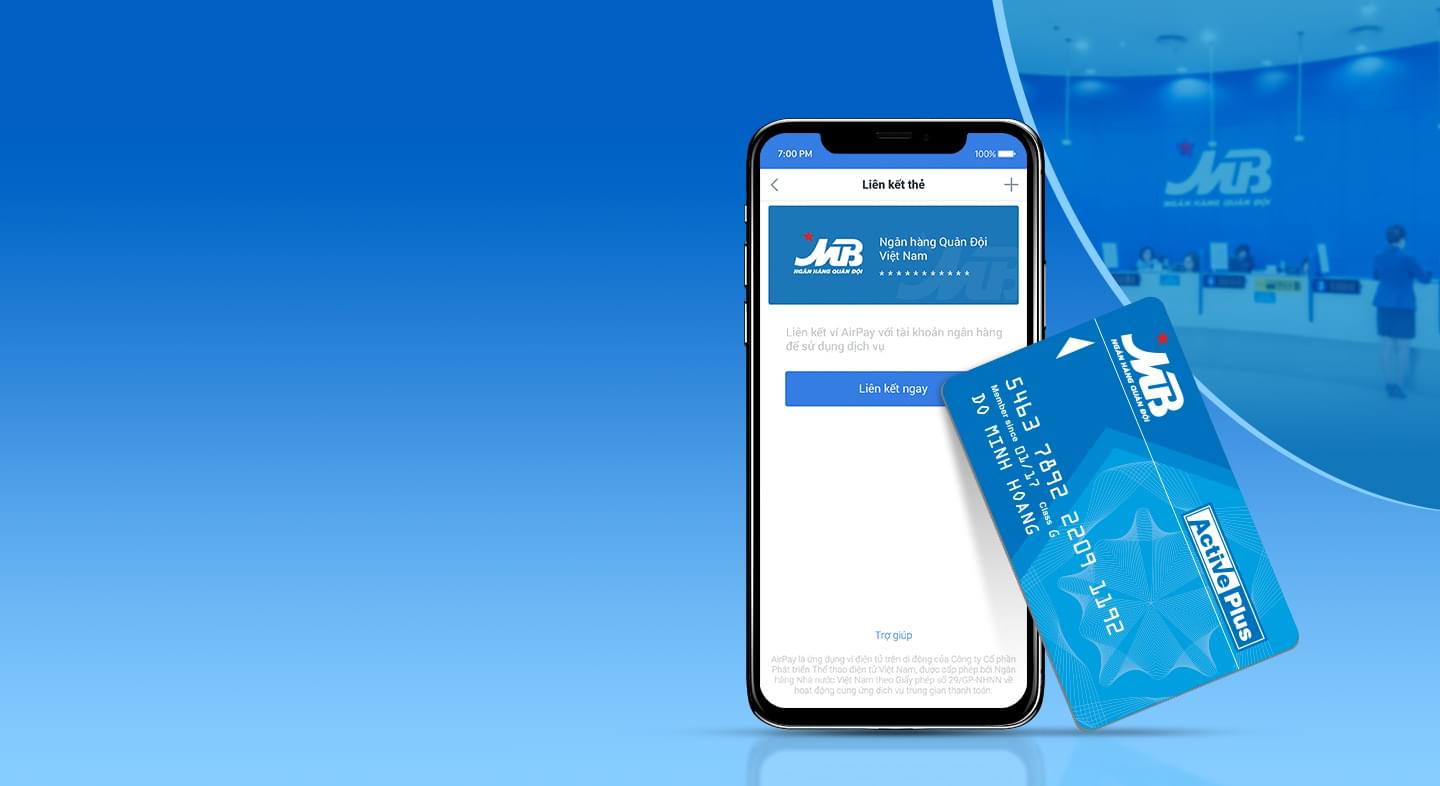 7:00 PM
100%
Liên kết thẻ
MB
NGÂN HÀNG QUÂN ĐỘI
Ngân hàng Quân Đội
Việt Nam
* * * * * * * * * * *
MB
Liên kết ví AirPay với tài khoản ngân hàng
để sử dụng dịch vụ
Liên kết ngay
Trợ giúp
AirPay là ứng dụng ví điện tử trên di động của Công ty Cổ phần
Phát triển Thể thao điện tử Việt Nam, được cấp phép bởi Ngân
hàng Nhà nước Việt Nam theo Giấy phép số 29/GP-NHNN về
hoạt động cung ứng dịch vụ trung gian thanh toán.
MB
NGÂN HÀNG QUÂN ĐỘI
MB
NGÂN HÀNG QUÂN ĐỘI
Active Plus
5463 7892 2209 1192
Member since 01/17 Class G
DO MINH HOANG